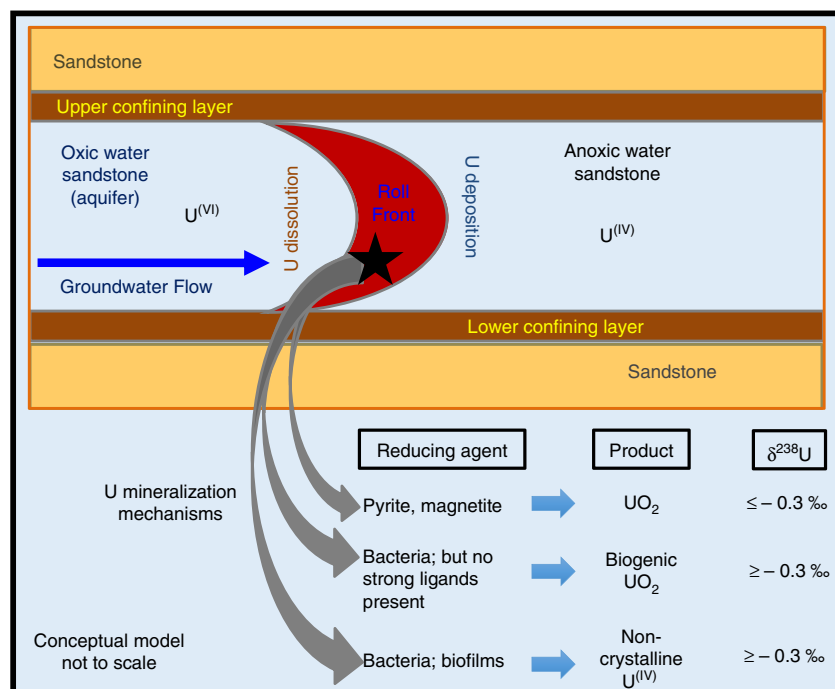 Sandstone
Upper confining layer
Oxic water
sandstone
(aquifer)
U(VI)
Groundwater Flow
U dissolution
Roll
Front
U deposition
Anoxic water
sandstone
U(IV)
Lower confining layer
Sandstone
Reducing agent
Product
δ238U
U mineralization
mechanisms
Pyrite, magnetite
UO2
≤ – 0.3 ‰
Bacteria; but no
strong ligands
present
Biogenic
UO2
≥ – 0.3 ‰
Conceptual model
not to scale
Bacteria; biofilms
Non-
crystalline
U(IV)
≥ – 0.3 ‰